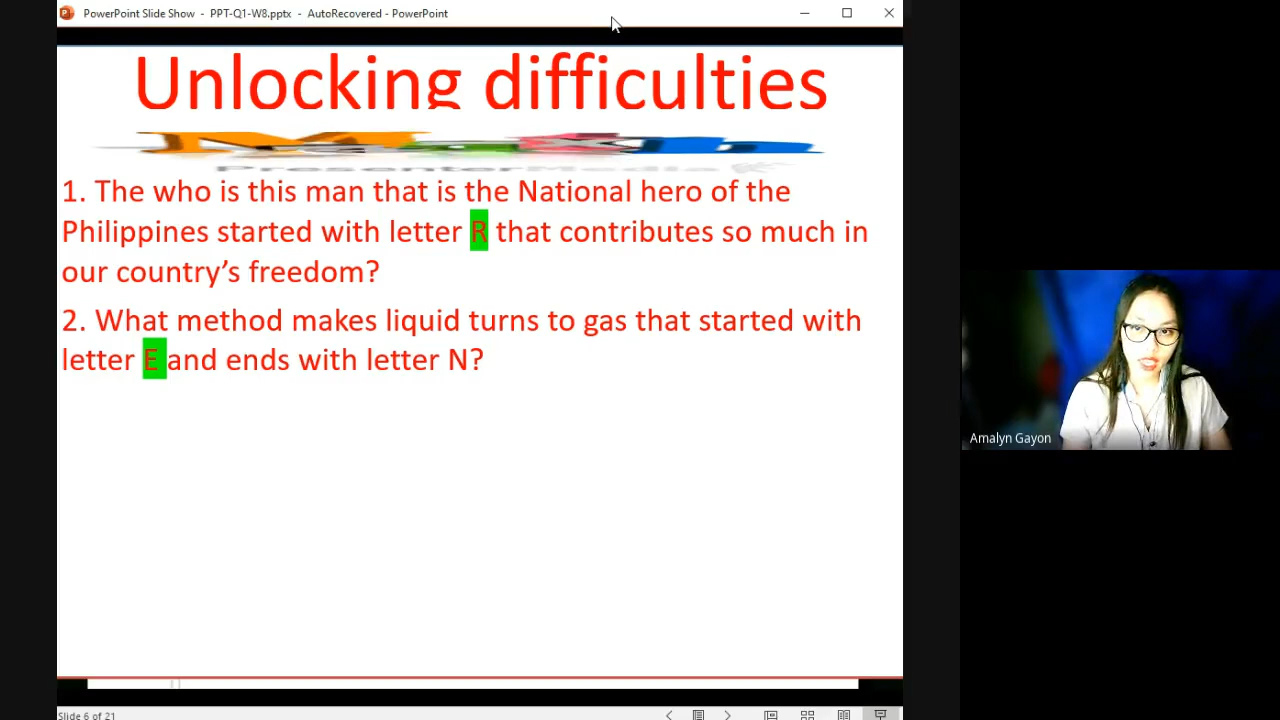 PowerPoint Slide Show - PPT-Q1-W8.pptx - AutoRecovered - PowerPoint
Unlocking difficulties
PresenterMedia
1. The who is this man that is the National hero of the
Philippines started with letter R that contributes so much in
our country’s freedom?
2. What method makes liquid turns to gas that started with
letter E and ends with letter N?
Amalyn Gayon
Slide 6 of 21